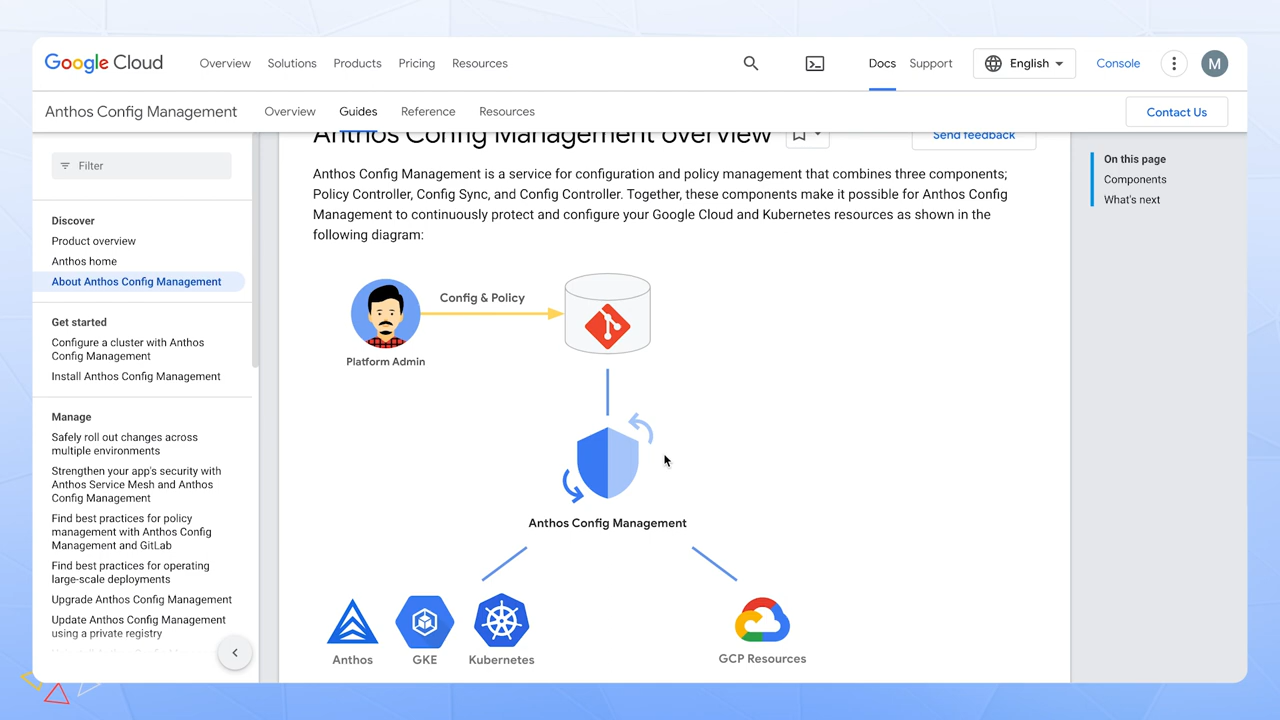 Google Cloud
Overview
Solutions
Products
Pricing
Resources
Docs
Support
English
Console
M
Anthos Config Management
Overview
Guides
Reference
Resources
Contact Us
Filter
Discover
Product overview
Anthos home
About Anthos Config Management
Get started
Configure a cluster with Anthos
Config Management
Install Anthos Config Management
Manage
Safely roll out changes across
multiple environments
Strengthen your app's security with
Anthos Service Mesh and Anthos
Config Management
Find best practices for policy
management with Anthos Config
Management and GitLab
Find best practices for operating
large-scale deployments
Upgrade Anthos Config Management
Update Anthos Config Management
using a private registry
Anthos Config Management overview
Send feedback
Anthos Config Management is a service for configuration and policy management that combines three components;
Policy Controller, Config Sync, and Config Controller. Together, these components make it possible for Anthos Config
Management to continuously protect and configure your Google Cloud and Kubernetes resources as shown in the
following diagram:
Config & Policy
Platform Admin
Anthos Config Management
Anthos
GKE
Kubernetes
GCP Resources
On this page
Components
What's next